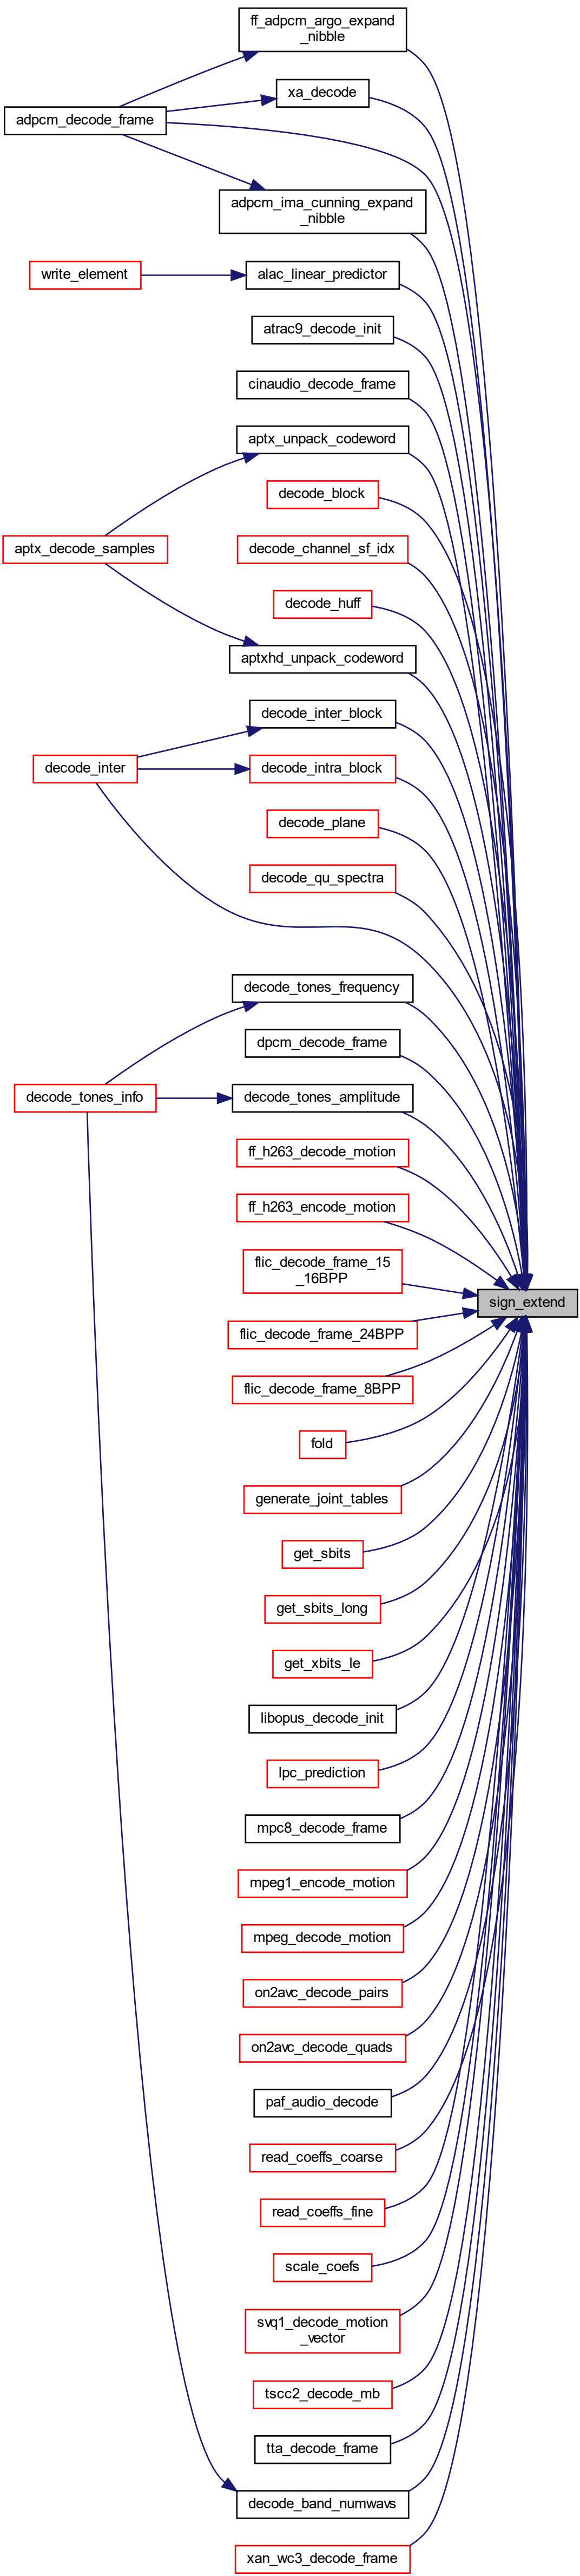 ff_adpcm_argo_expand
_nibble
xa_decode
adpcm_decode_frame
adpcm_ima_cunning_expand
_nibble
write_element
alac_linear_predictor
atrac9_decode_init
cinaudio_decode_frame
aptx_unpack_codeword
decode_block
aptx_decode_samples
decode_channel_sf_idx
decode_huff
aptxhd_unpack_codeword
decode_inter_block
decode_inter
decode_intra_block
decode_plane
decode_qu_spectra
decode_tones_frequency
dpcm_decode_frame
decode_tones_info
decode_tones_amplitude
ff_h263_decode_motion
ff_h263_encode_motion
flic_decode_frame_15
_16BPP
sign_extend
flic_decode_frame_24BPP
flic_decode_frame_8BPP
fold
generate_joint_tables
get_sbits
get_sbits_long
get_xbits_le
libopus_decode_init
lpc_prediction
mpc8_decode_frame
mpeg1_encode_motion
mpeg_decode_motion
on2avc_decode_pairs
on2avc_decode_quads
paf_audio_decode
read_coeffs_coarse
read_coeffs_fine
scale_coefs
svq1_decode_motion
_vector
tscc2_decode_mb
tta_decode_frame
decode_band_numwavs
xan_wc3_decode_frame